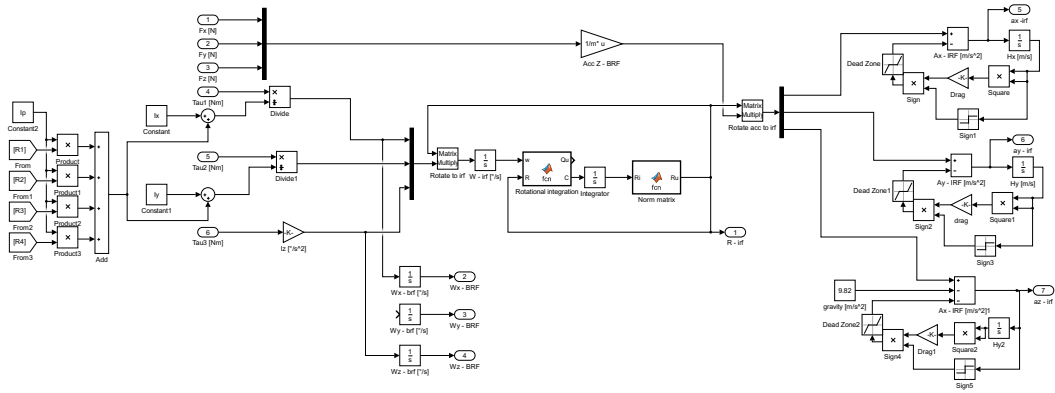 1
Fx [N]
2
Fy [N]
3
Fz [N]
4
Tau1 [Nm]
Ip
Constant2
[R1]
From
[R2]
From1
[R3]
From2
[R4]
From3
×
Product
×
Product1
×
Product2
×
Product3
+
+
+
+
Add
Ix
Constant
Iy
Constant1
+
+
+
+
×
÷
Divide
5
Tau2 [Nm]
×
÷
Divide1
6
Tau3 [Nm]
-K-
Iz [°/s^2]
1/m* u
Acc Z - BRF
Matrix
Multiply
Rotate to irf
1
s
W - irf [°/s]
w
R
fcn
Qu
C
Rotational integration
1
s
Integrator
Ri
fcn
Ru
Norm matrix
1
R - irf
1
s
Wx - brf [°/s]
2
Wx - BRF
1
s
Wy - brf [°/s]
3
Wy - BRF
1
s
Wz - brf [°/s]
4
Wz - BRF
Matrix
Multiply
Rotate acc to irf
5
ax -irf
+
−
Ax - IRF [m/s^2]
1
s
Hx [m/s]
Dead Zone
×
Sign
-K-
Drag
×
Square
Sign1
6
ay - irf
+
−
Ay - IRF [m/s^2]
1
s
Hy [m/s]
Dead Zone1
×
Sign2
-K-
drag
×
Square1
Sign3
9.82
gravity [m/s^2]
+
−
−
Ax - IRF [m/s^2]1
7
az - irf
Dead Zone2
×
Sign4
-K-
Drag1
×
Square2
1
s
Hy2
Sign5